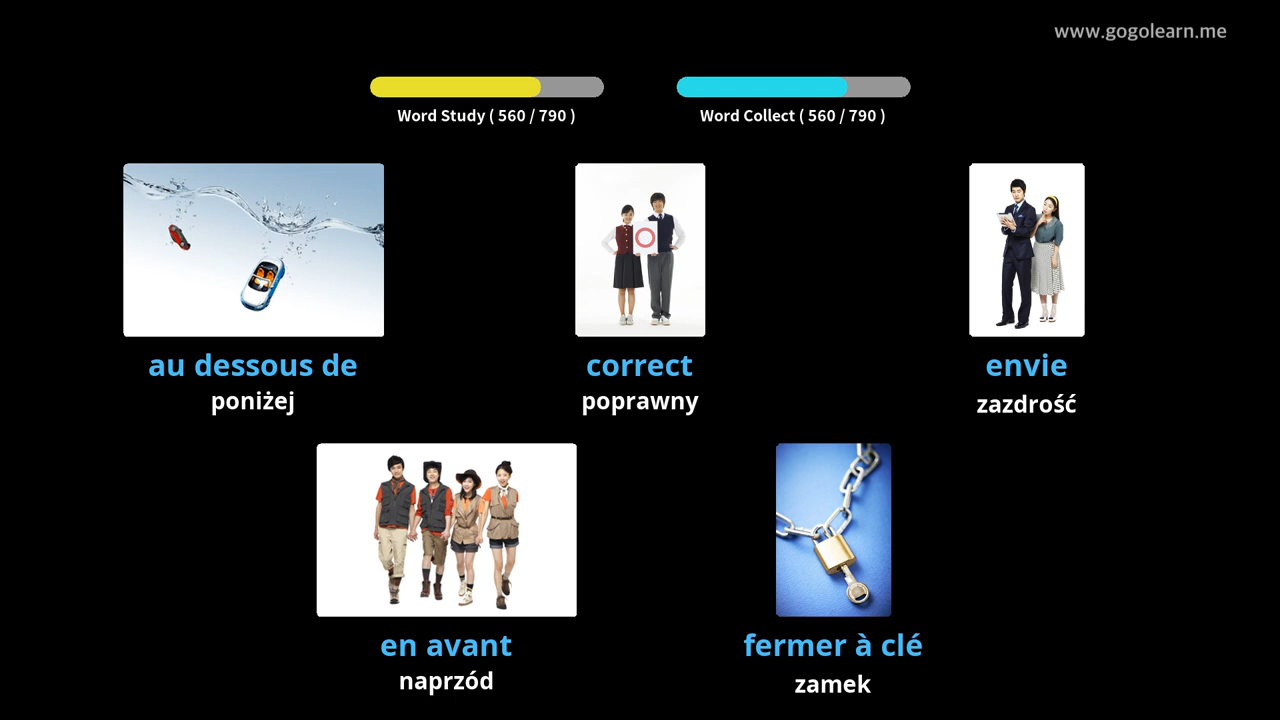 www.gogolearn.me
Word Study ( 560 / 790 )
Word Collect ( 560 / 790 )
au dessous de
poniżej
correct
poprawny
envie
zazdrość
en avant
naprzód
fermer à clé
zamek